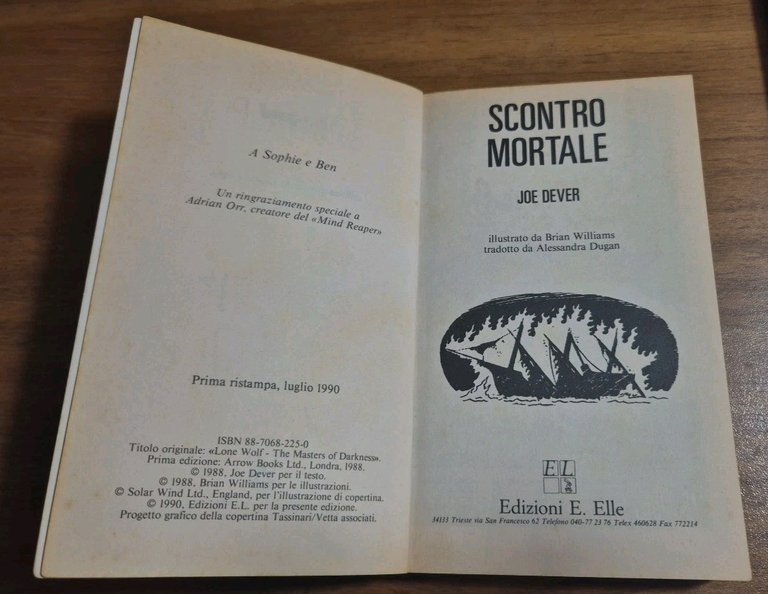 A Sophie e Ben
Un ringraziamento speciale a
Adrian Orr, creatore del «Mind Reaper»
Prima ristampa, luglio 1990
ISBN 88-7068-225-0
Titolo originale: «Lone Wolf - The Masters of Darkness».
Prima edizione: Arrow Books Ltd., Londra, 1988.
© 1988, Joe Dever per il testo.
© 1988, Brian Williams per le illustrazioni.
© Solar Wind Ltd., England, per l'illustrazione di copertina.
© 1990, Edizioni E.L. per la presente edizione.
Progetto grafico della copertina Tassinari/Vetta associati.
SCONTRO
MORTALE
JOE DEVER
illustrato da Brian Williams
tradotto da Alessandra Dugan
E L
Edizioni E. Elle
34133 Trieste via San Francesco 62 Telefono 040-77 23 76 Telex 460628 Fax 772214